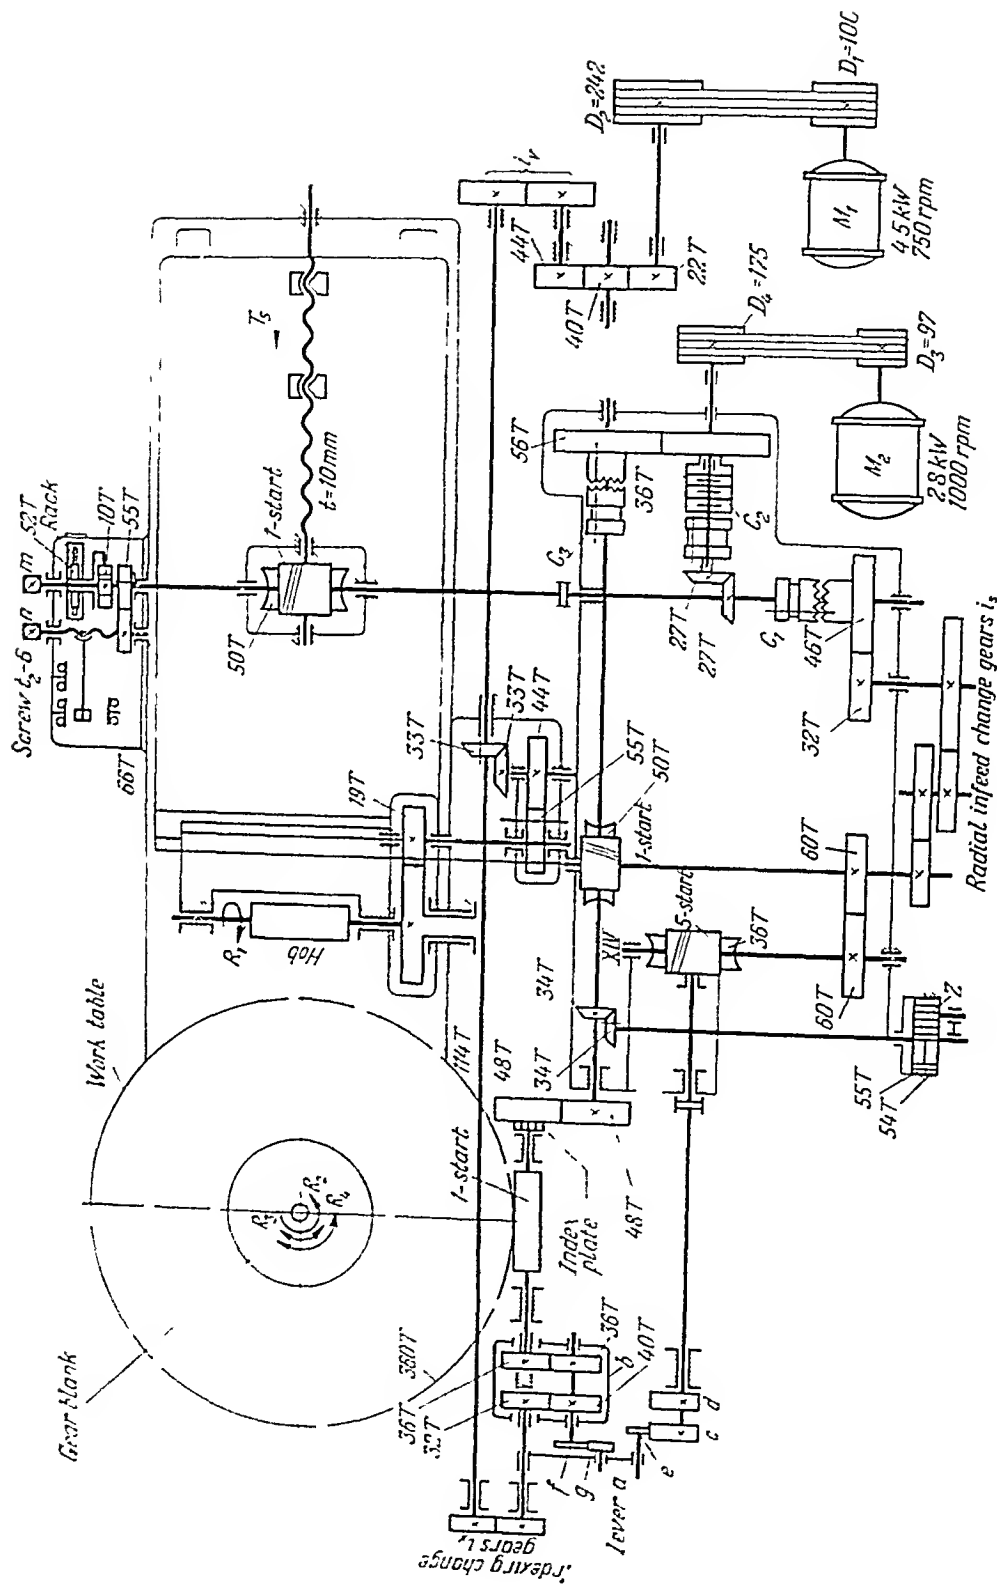 Gear blank
Work table
R₁
Hob
R₃
R₂
R₄
Screw t₂-6
n
m
52T
Rack
10T
55T
66T
50T
1-start
t=10mm
T₅
19T
114T
33T
33T
44T
55T
50T
1-start
C₃
56T
36T
C₂
27T
27T
C₁
46T
32T
44T
40T
22T
iᵥ
D₂=242
D₁=100
M₁
4.5 kW
750 rpm
D₄=175
D₃=97
M₂
2.8 kW
1000 rpm
360T
1-start
48T
34T
34T
XIV
5-start
36T
60T
60T
Radial infeed change gears iₛ
55T
54T
Z
48T
Index
plate
36T
32T
36T
40T
b
f
g
e
c
d
Lever a
Indexing change
gears iₓ